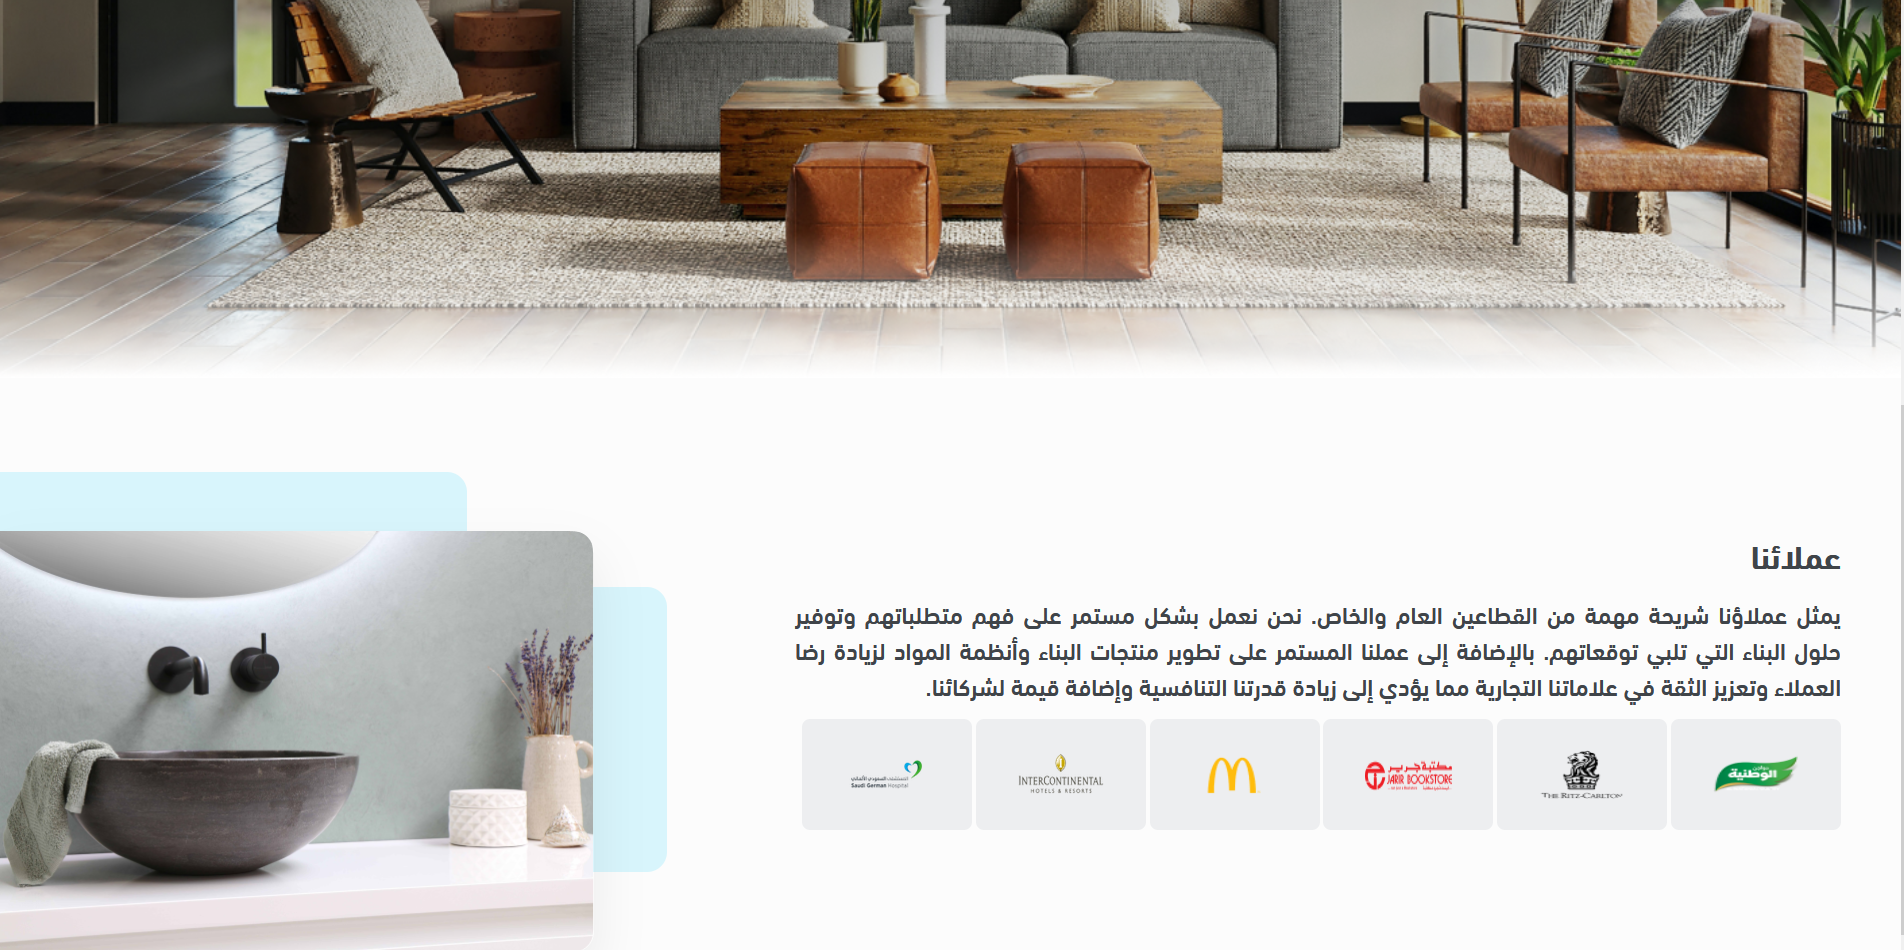 عملائنا
يمثل عملاؤنا شريحة مهمة من القطاعين العام والخاص. نحن نعمل بشكل مستمر على فهم متطلباتهم وتوفير
حلول البناء التي تلبي توقعاتهم. بالإضافة إلى عملنا المستمر على تطوير منتجات البناء وأنظمة المواد لزيادة رضا
العملاء وتعزيز الثقة في علاماتنا التجارية مما يؤدي إلى زيادة قدرتنا التنافسية وإضافة قيمة لشركائنا.
الوطنية
THE RITZ-CARLTON
مكتبة جرير
JARIR BOOKSTORE
INTERCONTINENTAL
HOTELS & RESORTS
المستشفى السعودي الألماني
Saudi German Hospital